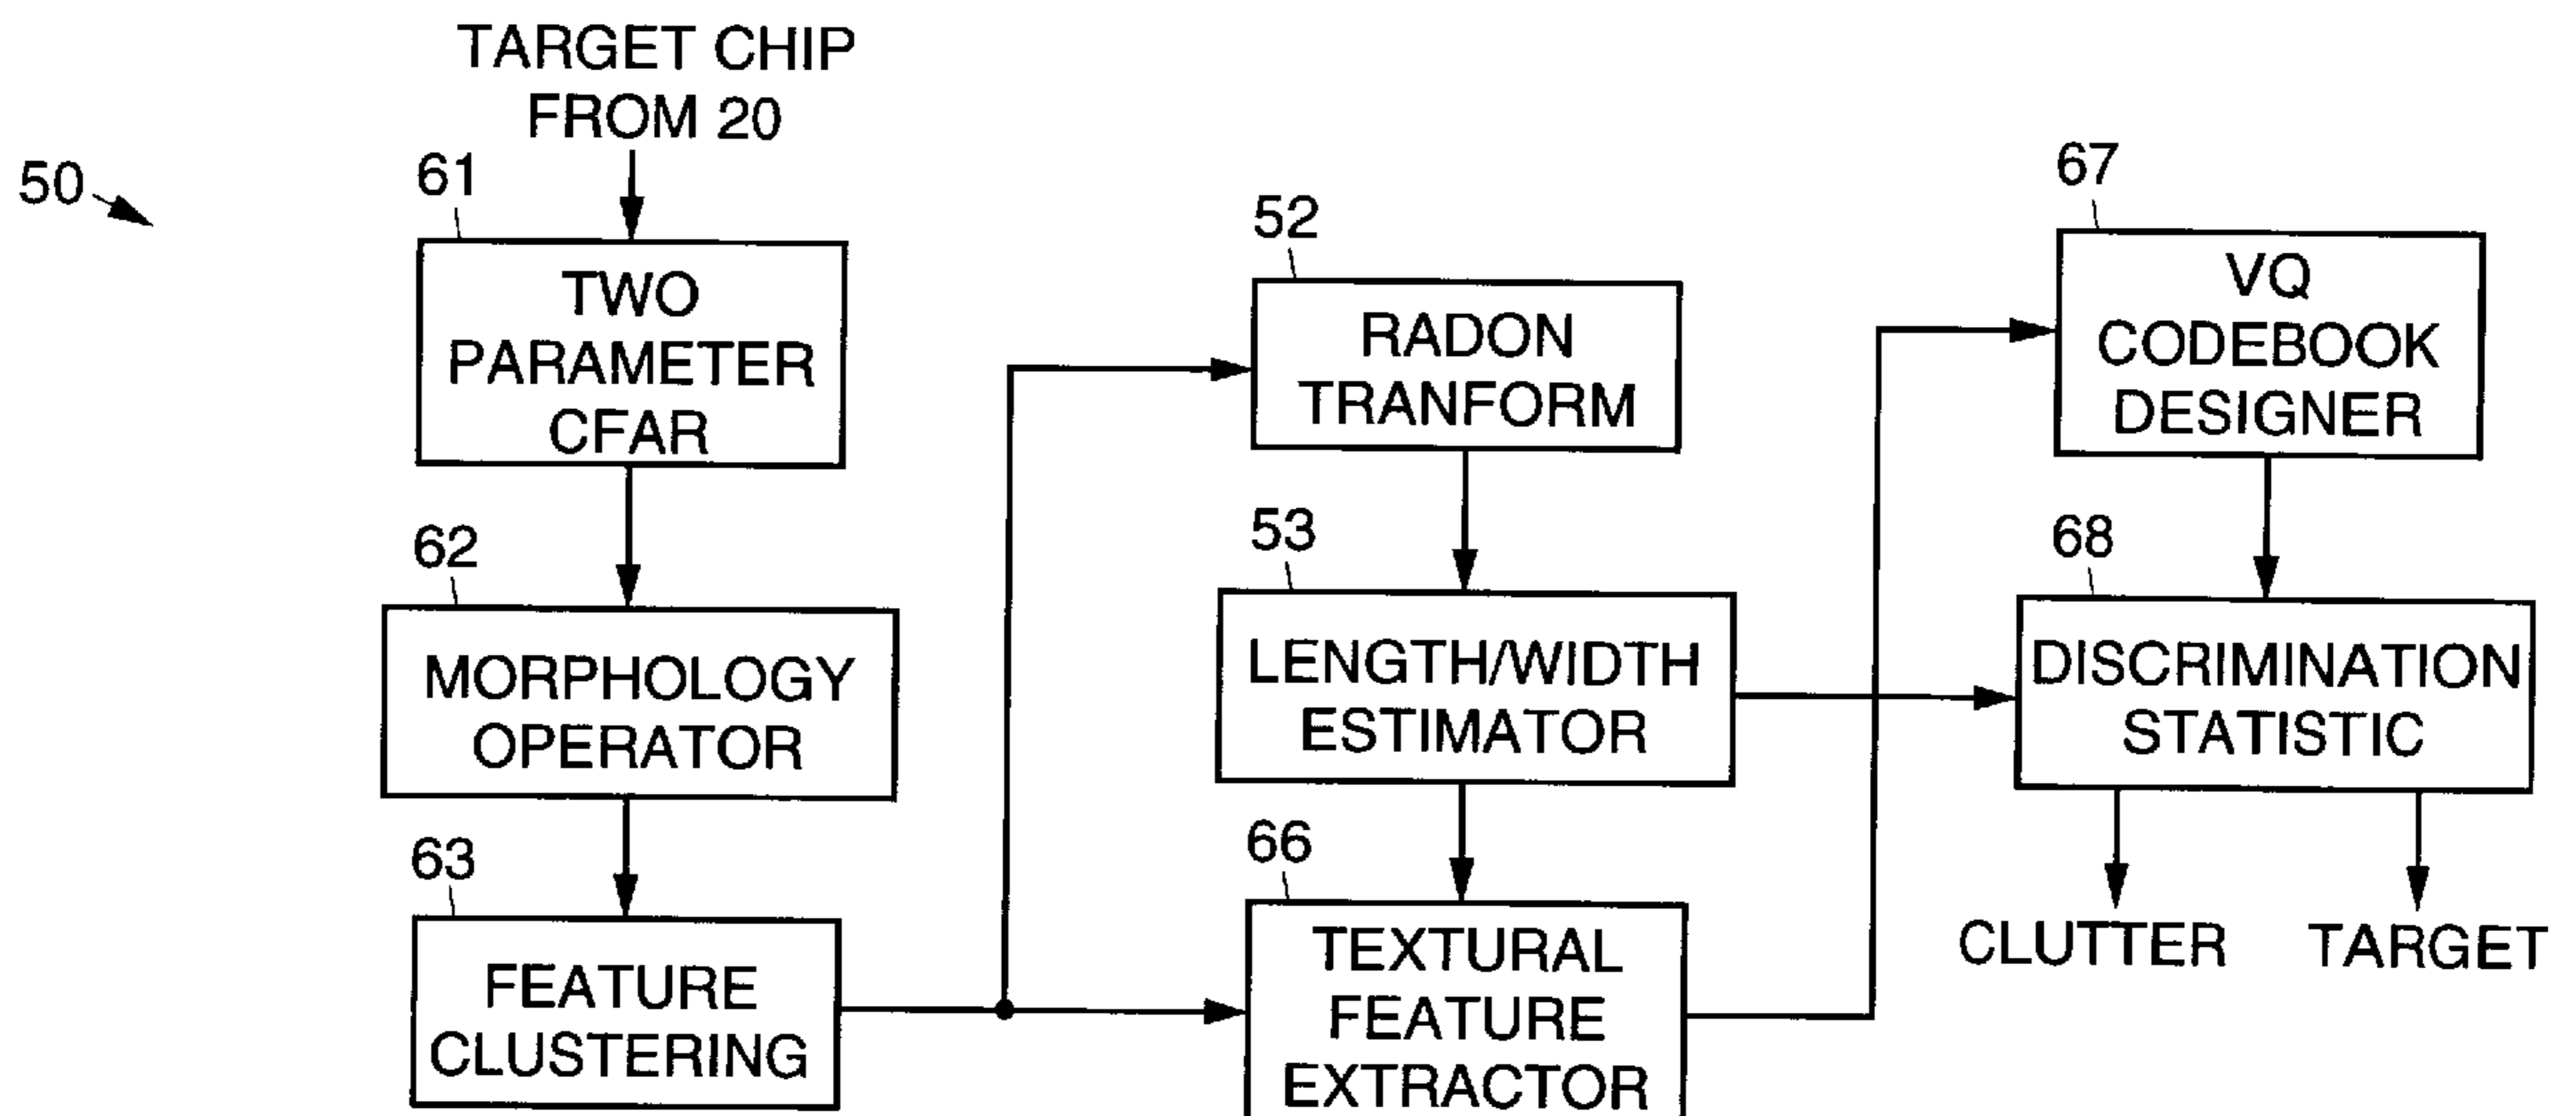 TARGET CHIP
FROM 20
50
61
TWO
PARAMETER
CFAR
62
MORPHOLOGY
OPERATOR
63
FEATURE
CLUSTERING
52
RADON
TRANFORM
53
LENGTH/WIDTH
ESTIMATOR
66
TEXTURAL
FEATURE
EXTRACTOR
67
VQ
CODEBOOK
DESIGNER
68
DISCRIMINATION
STATISTIC
CLUTTER
TARGET